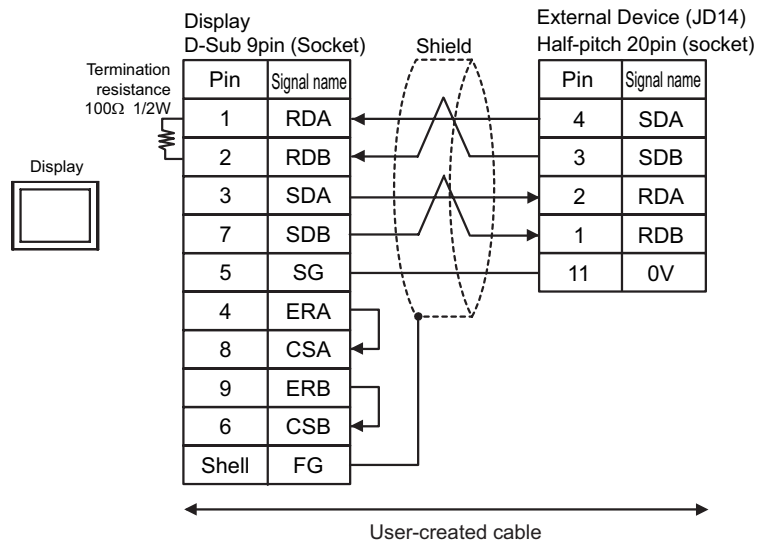 Display
D-Sub 9pin (Socket)
Shield
External Device (JD14)
Half-pitch 20pin (socket)
Termination
resistance
100Ω 1/2W
Display
Pin Signal name
1 RDA
2 RDB
3 SDA
7 SDB
5 SG
4 ERA
8 CSA
9 ERB
6 CSB
Shell FG
Pin Signal name
4 SDA
3 SDB
2 RDA
1 RDB
11 0V
User-created cable